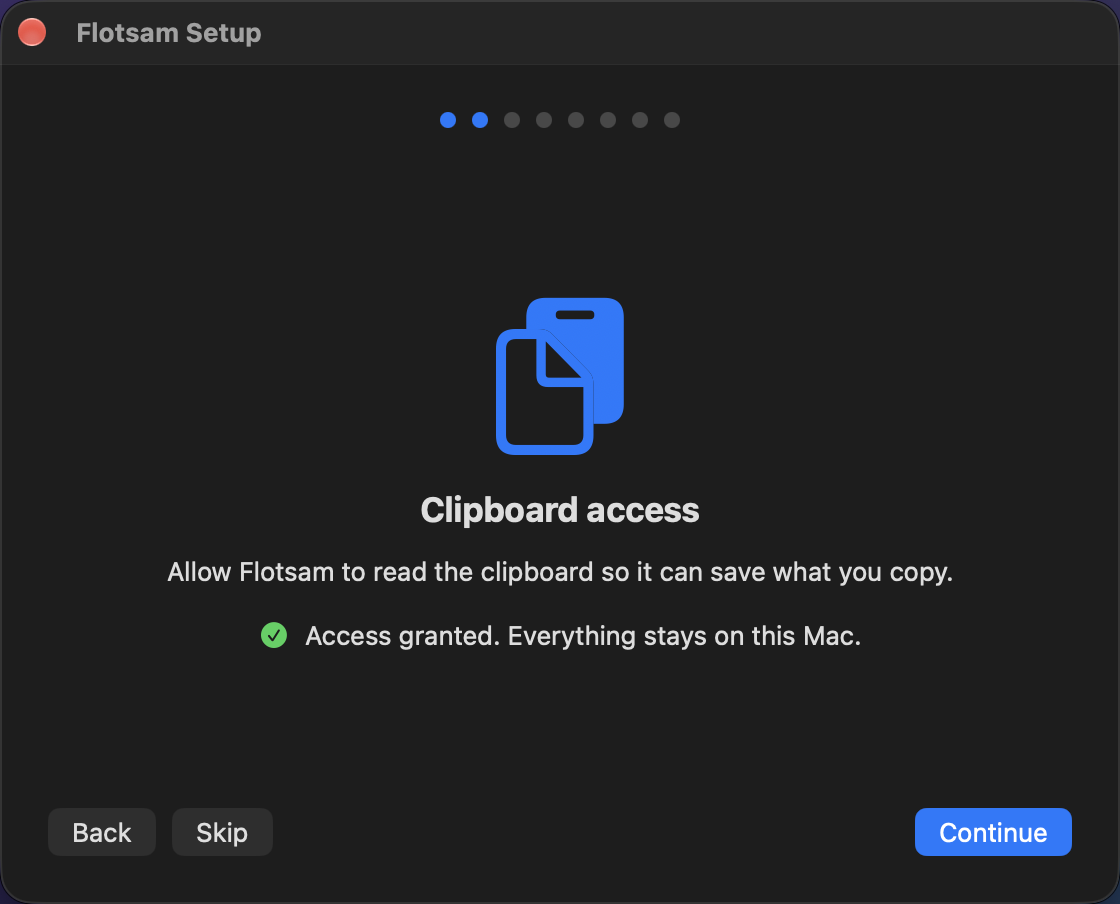 Flotsam Setup
Clipboard access
Allow Flotsam to read the clipboard so it can save what you copy.
Access granted. Everything stays on this Mac.
Back
Skip
Continue